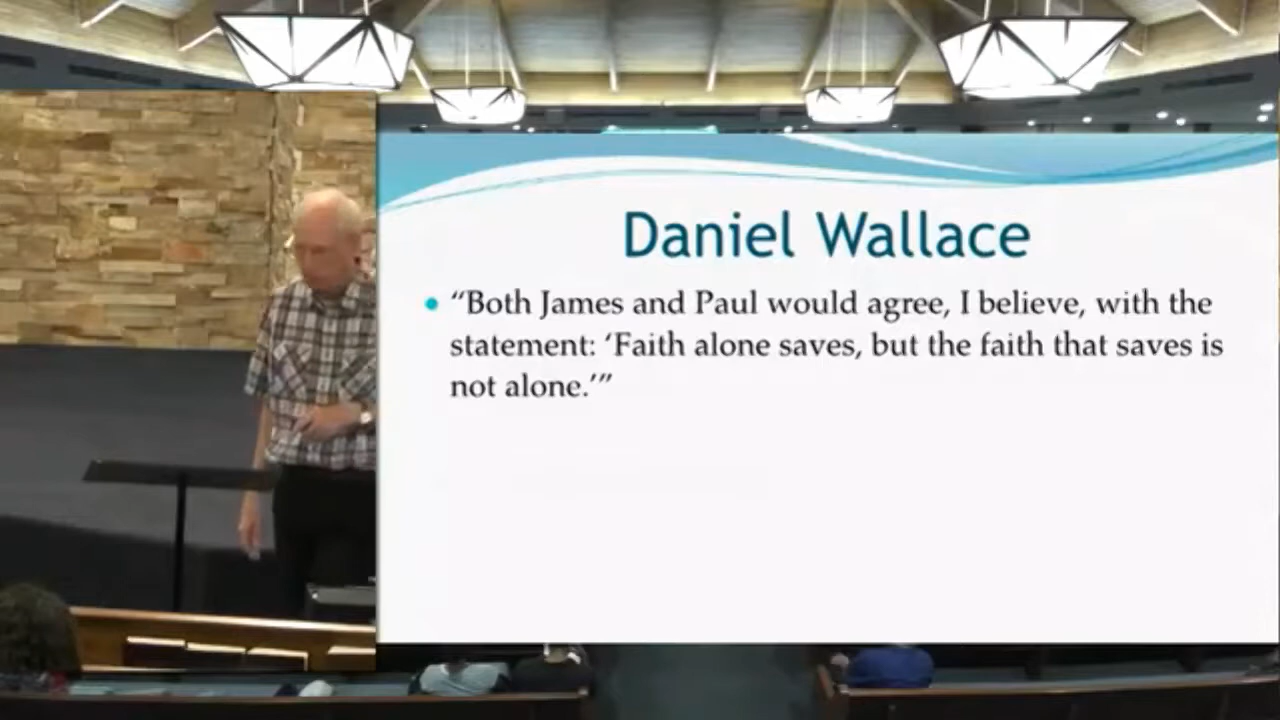 Daniel Wallace
• “Both James and Paul would agree, I believe, with the
statement: ‘Faith alone saves, but the faith that saves is
not alone.’”